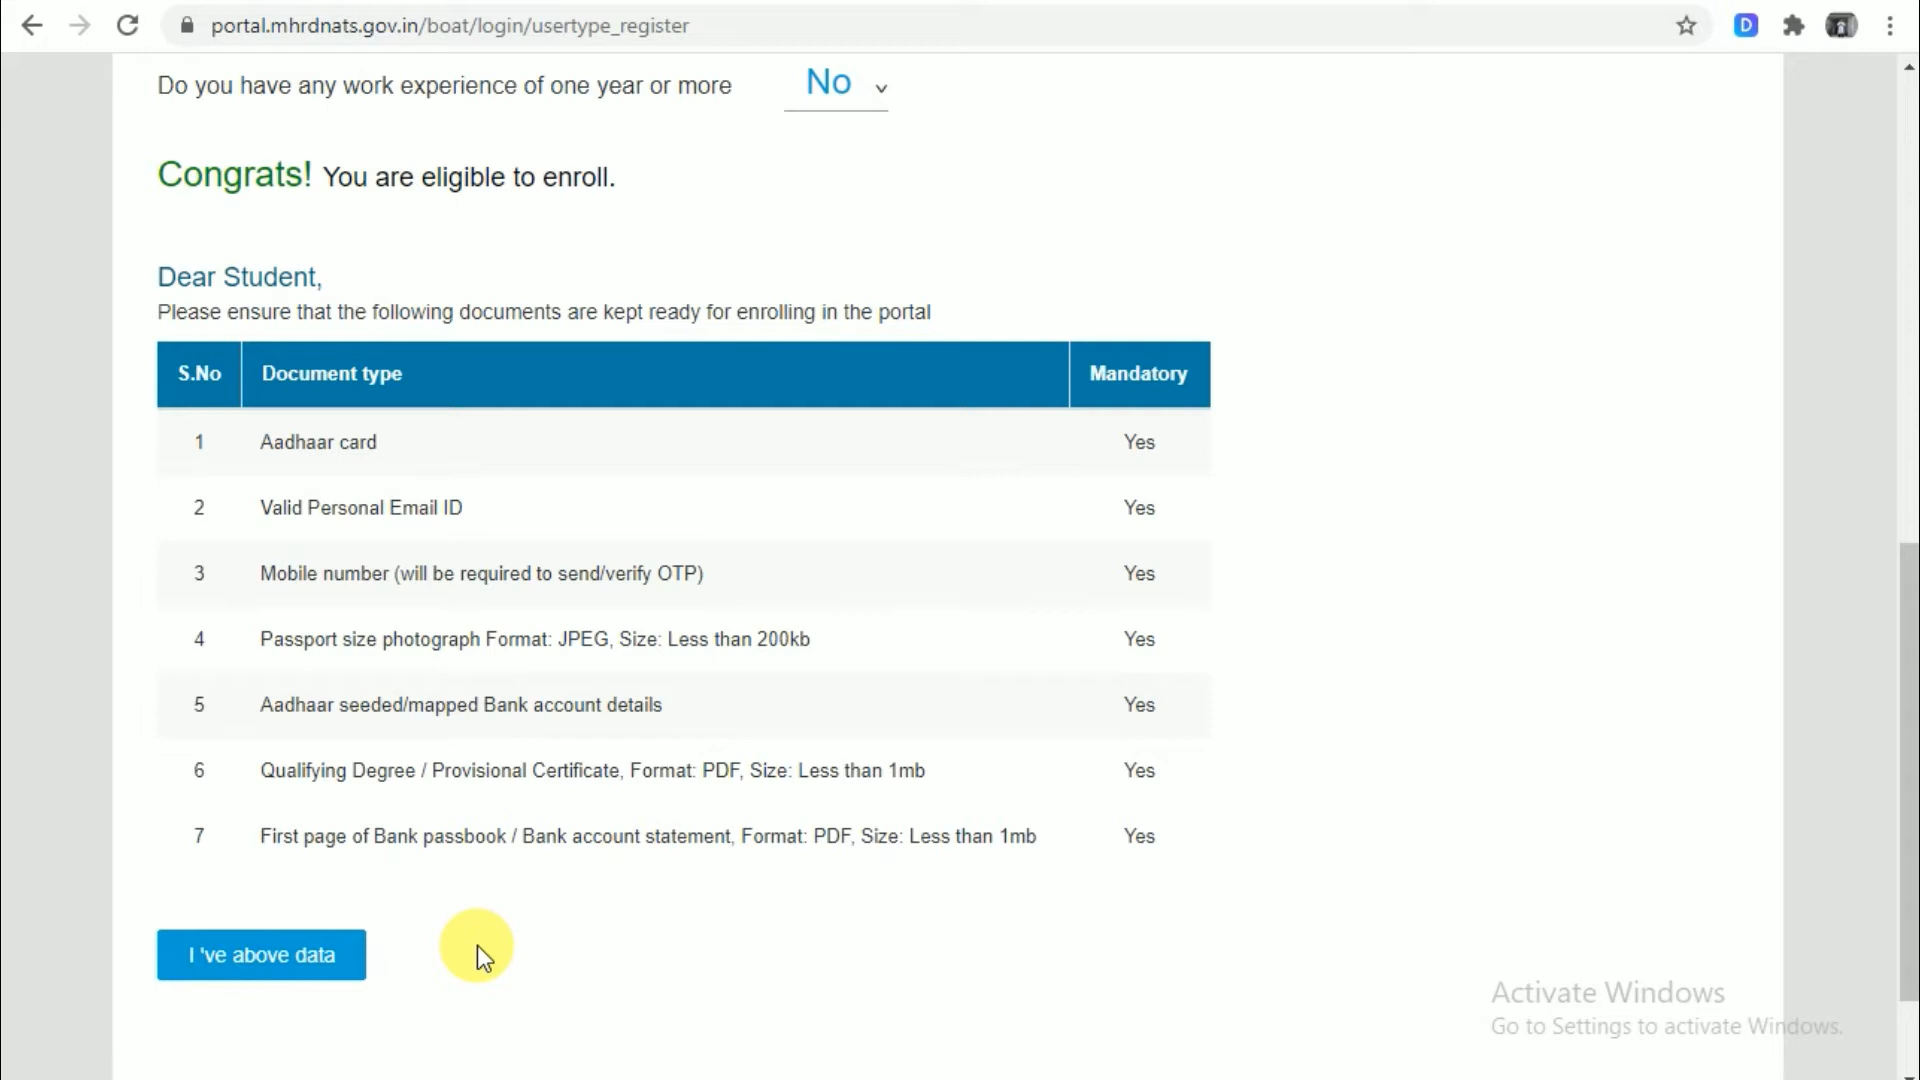 portal.mhrdnats.gov.in/boat/login/usertype_register
D
Do you have any work experience of one year or more No
Congrats! You are eligible to enroll.
Dear Student,
Please ensure that the following documents are kept ready for enrolling in the portal
S.No Document type Mandatory
1 Aadhaar card Yes
2 Valid Personal Email ID Yes
3 Mobile number (will be required to send/verify OTP) Yes
4 Passport size photograph Format: JPEG, Size: Less than 200kb Yes
5 Aadhaar seeded/mapped Bank account details Yes
6 Qualifying Degree / Provisional Certificate, Format: PDF, Size: Less than 1mb Yes
7 First page of Bank passbook / Bank account statement, Format: PDF, Size: Less than 1mb Yes
I 've above data
Activate Windows
Go to Settings to activate Windows.